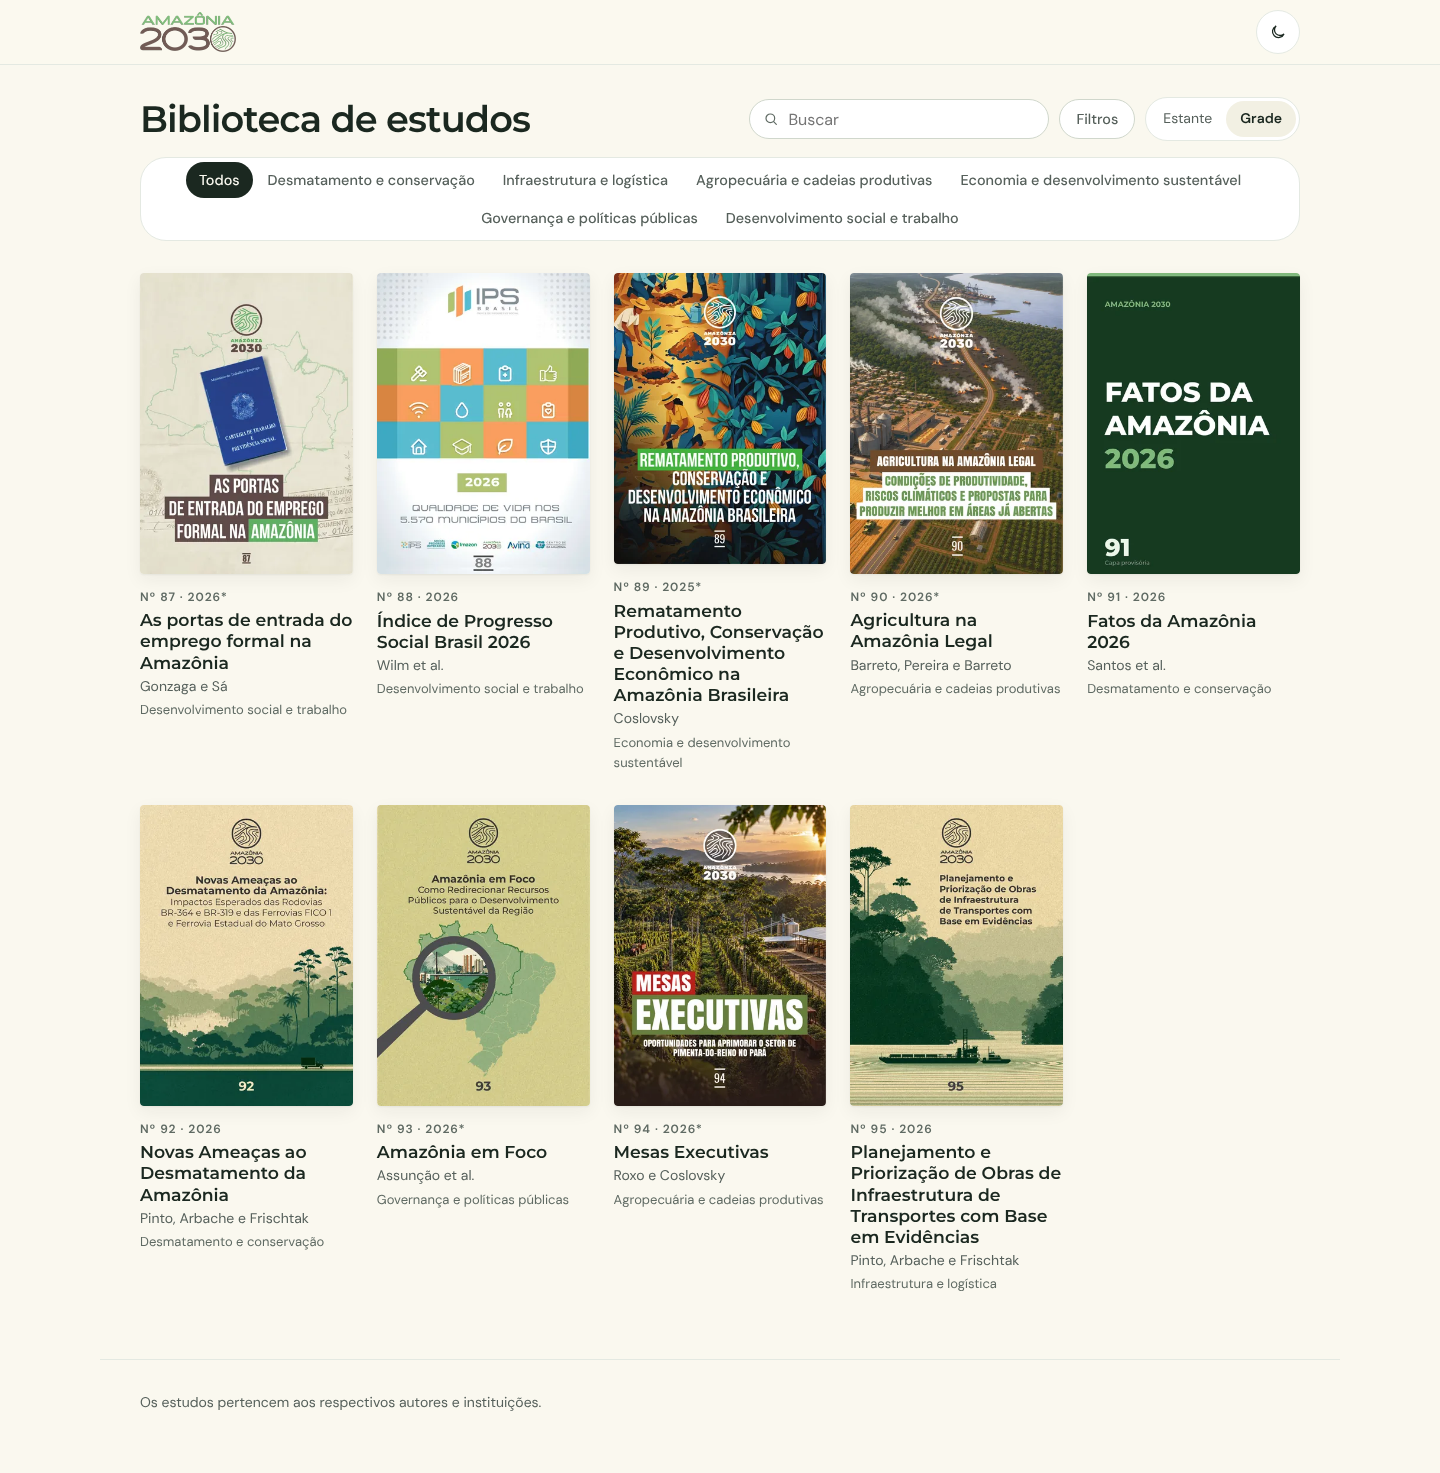 AMAZÔNIA
2030
Biblioteca de estudos
Buscar
Filtros
Estante
Grade
Todos
Desmatamento e conservação
Infraestrutura e logística
Agropecuária e cadeias produtivas
Economia e desenvolvimento sustentável
Governança e políticas públicas
Desenvolvimento social e trabalho
AMAZÔNIA
2030
AS PORTAS
DE ENTRADA DO EMPREGO
FORMAL NA AMAZÔNIA
87
CARTEIRA DE TRABALHO
E
PREVIDÊNCIA SOCIAL
Nº 87 · 2026*
As portas de entrada do
emprego formal na
Amazônia
Gonzaga e Sá
Desenvolvimento social e trabalho
IPS
BRASIL
2026
QUALIDADE DE VIDA NOS
5.570 MUNICÍPIOS DO BRASIL
imazon
2030
Avina
88
Nº 88 · 2026
Índice de Progresso
Social Brasil 2026
Wilm et al.
Desenvolvimento social e trabalho
AMAZÔNIA
2030
REMATAMENTO PRODUTIVO,
CONSERVAÇÃO E
DESENVOLVIMENTO ECONÔMICO
NA AMAZÔNIA BRASILEIRA
89
Nº 89 · 2025*
Rematamento
Produtivo, Conservação
e Desenvolvimento
Econômico na
Amazônia Brasileira
Coslovsky
Economia e desenvolvimento
sustentável
AMAZÔNIA
2030
AGRICULTURA NA AMAZÔNIA LEGAL
CONDIÇÕES DE PRODUTIVIDADE,
RISCOS CLIMÁTICOS E PROPOSTAS PARA
PRODUZIR MELHOR EM ÁREAS JÁ ABERTAS
90
Nº 90 · 2026*
Agricultura na
Amazônia Legal
Barreto, Pereira e Barreto
Agropecuária e cadeias produtivas
AMAZÔNIA 2030
FATOS DA
AMAZÔNIA
2026
91
Capa provisória
Nº 91 · 2026
Fatos da Amazônia
2026
Santos et al.
Desmatamento e conservação
AMAZÔNIA
2030
Novas Ameaças ao
Desmatamento da Amazônia:
Impactos Esperados das Rodovias
BR-364 e BR-319 e das Ferrovias FICO 1
e Ferrovia Estadual do Mato Grosso
92
Nº 92 · 2026
Novas Ameaças ao
Desmatamento da
Amazônia
Pinto, Arbache e Frischtak
Desmatamento e conservação
AMAZÔNIA
2030
Amazônia em Foco
Como Redirecionar Recursos
Públicos para o Desenvolvimento
Sustentável da Região
93
Nº 93 · 2026*
Amazônia em Foco
Assunção et al.
Governança e políticas públicas
AMAZÔNIA
2030
MESAS
EXECUTIVAS
OPORTUNIDADES PARA APRIMORAR O SETOR DE
PIMENTA-DO-REINO NO PARÁ
94
Nº 94 · 2026*
Mesas Executivas
Roxo e Coslovsky
Agropecuária e cadeias produtivas
AMAZÔNIA
2030
Planejamento e
Priorização de Obras
de Infraestrutura
de Transportes com
Base em Evidências
95
Nº 95 · 2026
Planejamento e
Priorização de Obras de
Infraestrutura de
Transportes com Base
em Evidências
Pinto, Arbache e Frischtak
Infraestrutura e logística
Os estudos pertencem aos respectivos autores e instituições.